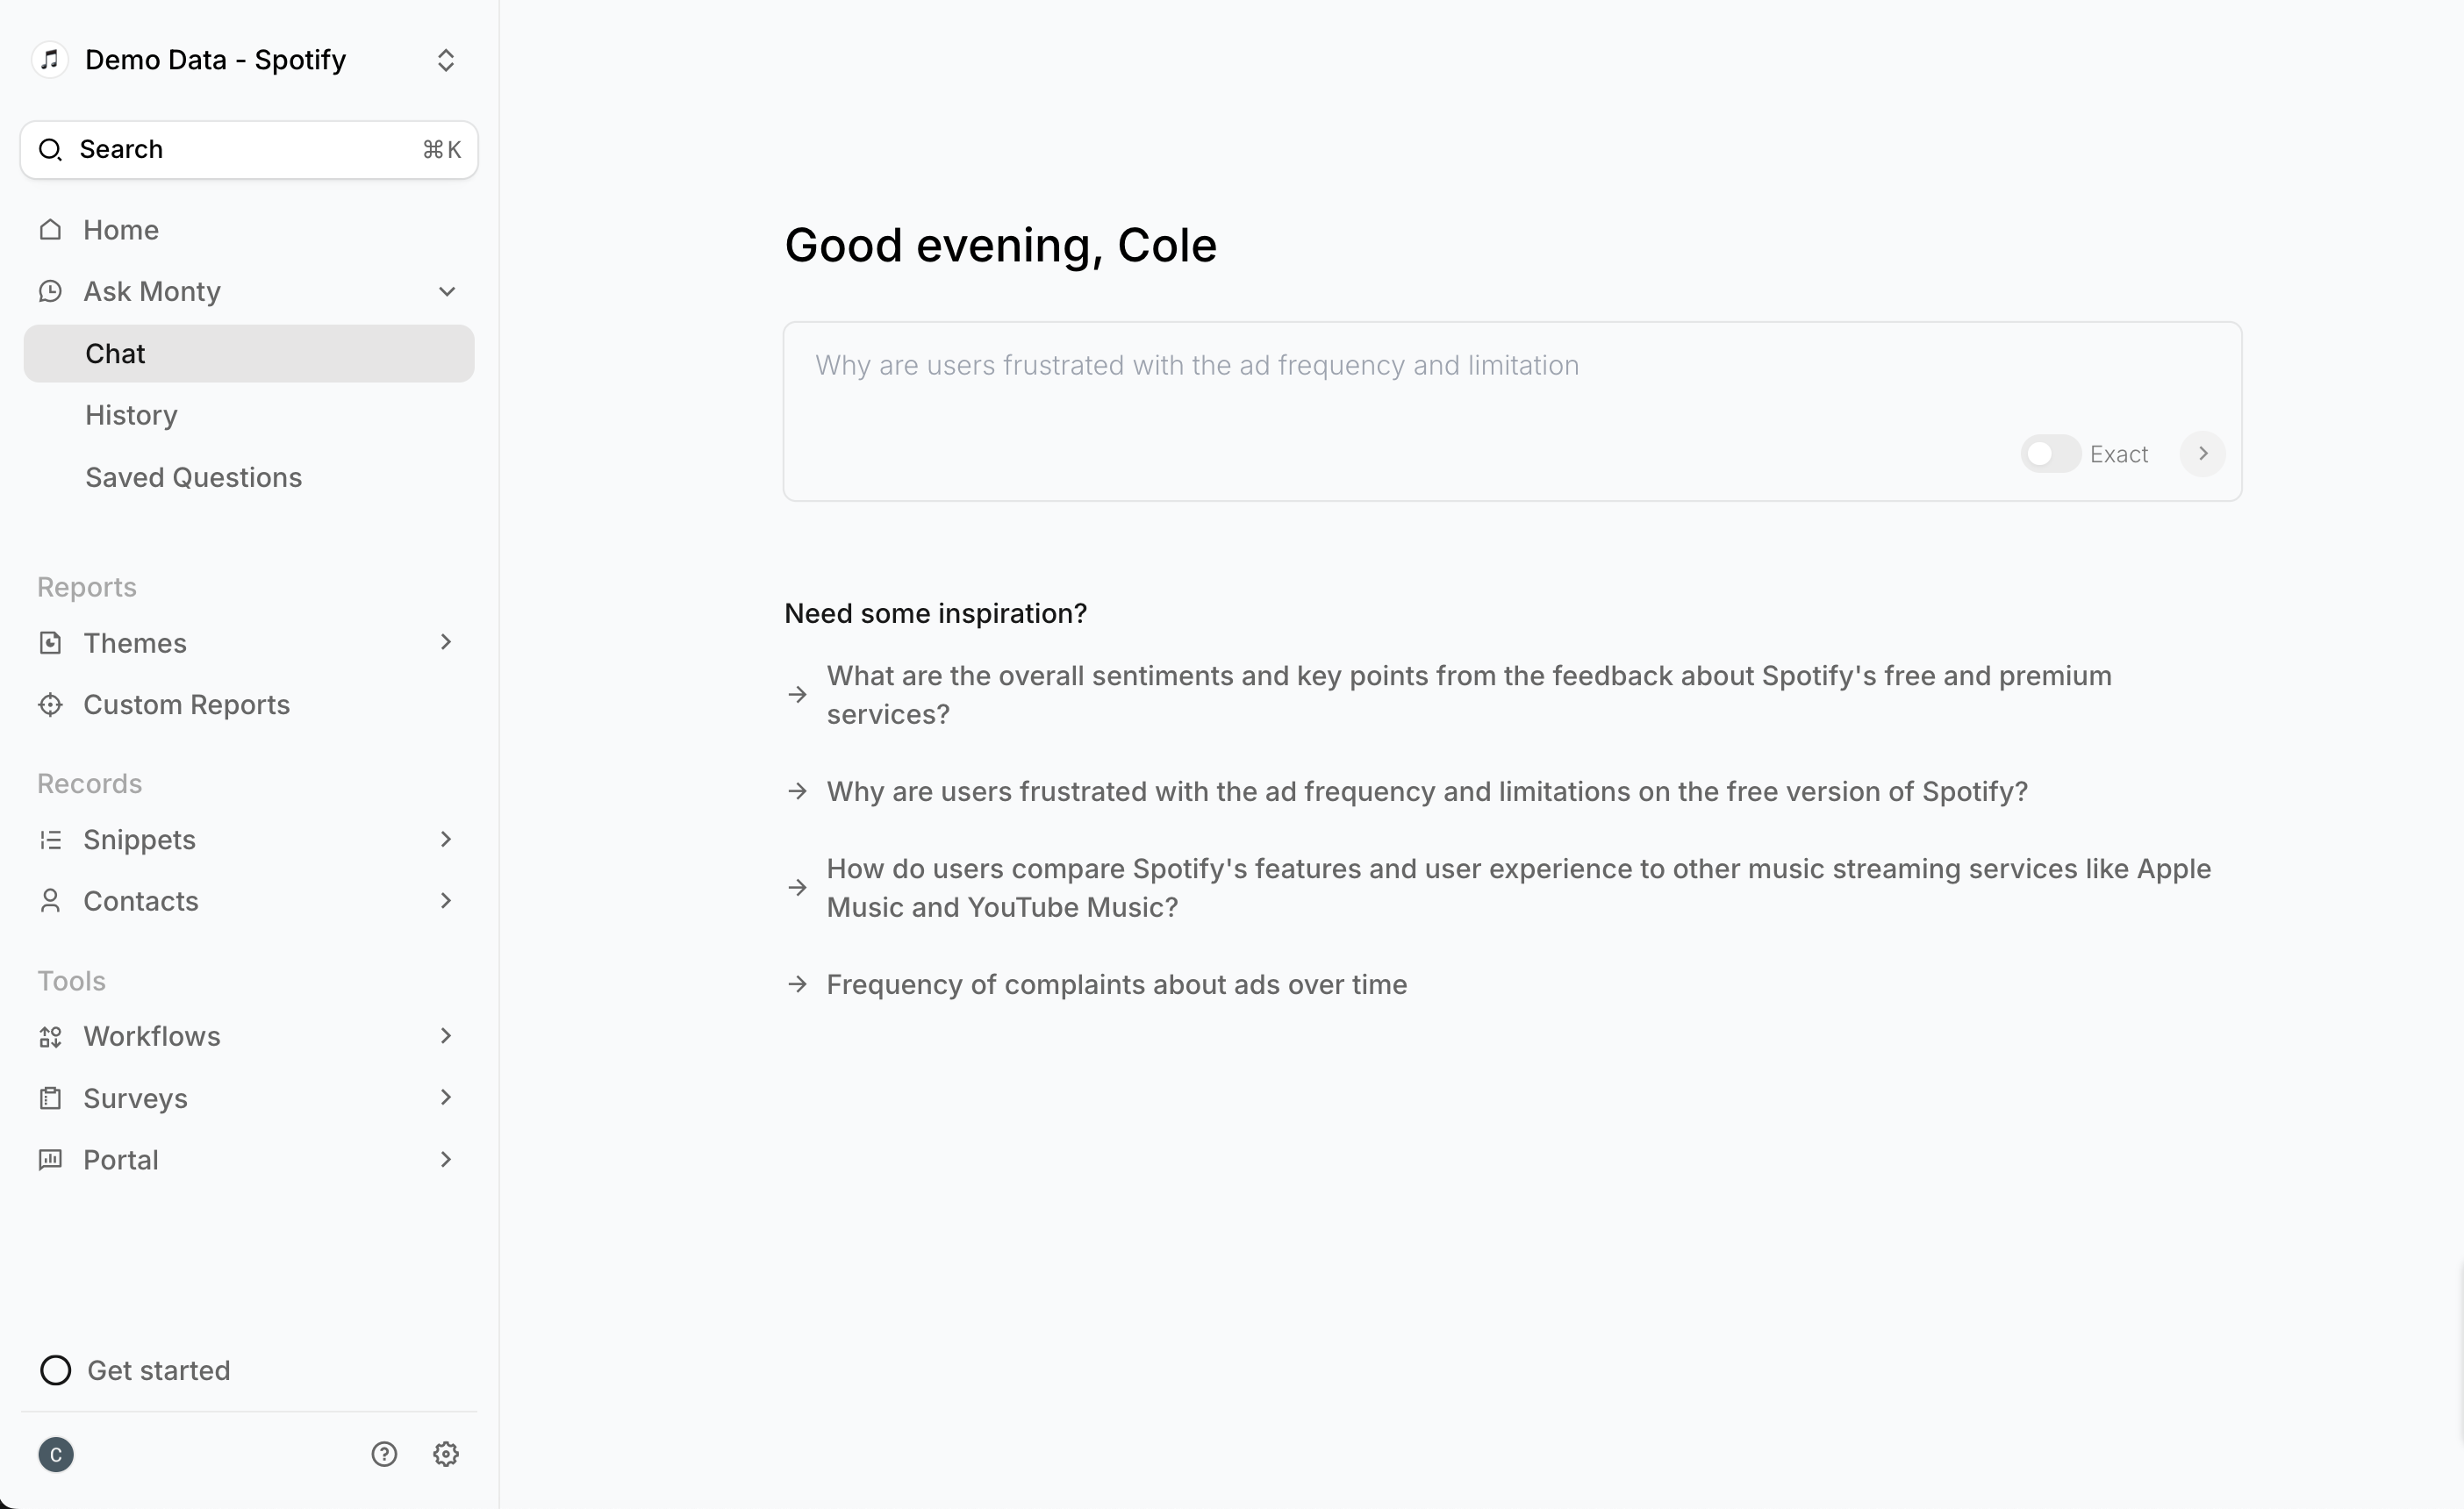 Demo Data - Spotify
Search
⌘K
Home
Ask Monty
Chat
History
Saved Questions
Reports
Themes
Custom Reports
Records
Snippets
Contacts
Tools
Workflows
Surveys
Portal
Get started
C
Good evening, Cole
Why are users frustrated with the ad frequency and limitation
Exact
Need some inspiration?
What are the overall sentiments and key points from the feedback about Spotify's free and premium
services?
Why are users frustrated with the ad frequency and limitations on the free version of Spotify?
How do users compare Spotify's features and user experience to other music streaming services like Apple
Music and YouTube Music?
Frequency of complaints about ads over time